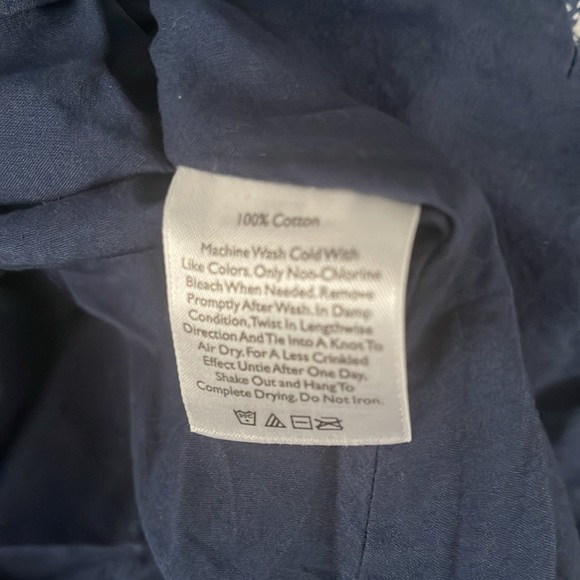 100% Cotton
Machine Wash Cold With
Like Colors. Only Non-Chlorine
Bleach When Needed. Remove
Promptly After Wash. In Damp
Condition, Twist In Lengthwise
Direction And Tie Into A Knot To
Air Dry. For A Less Crinkled
Effect Untie After One Day,
Shake Out and Hang To
Complete Drying. Do Not Iron.